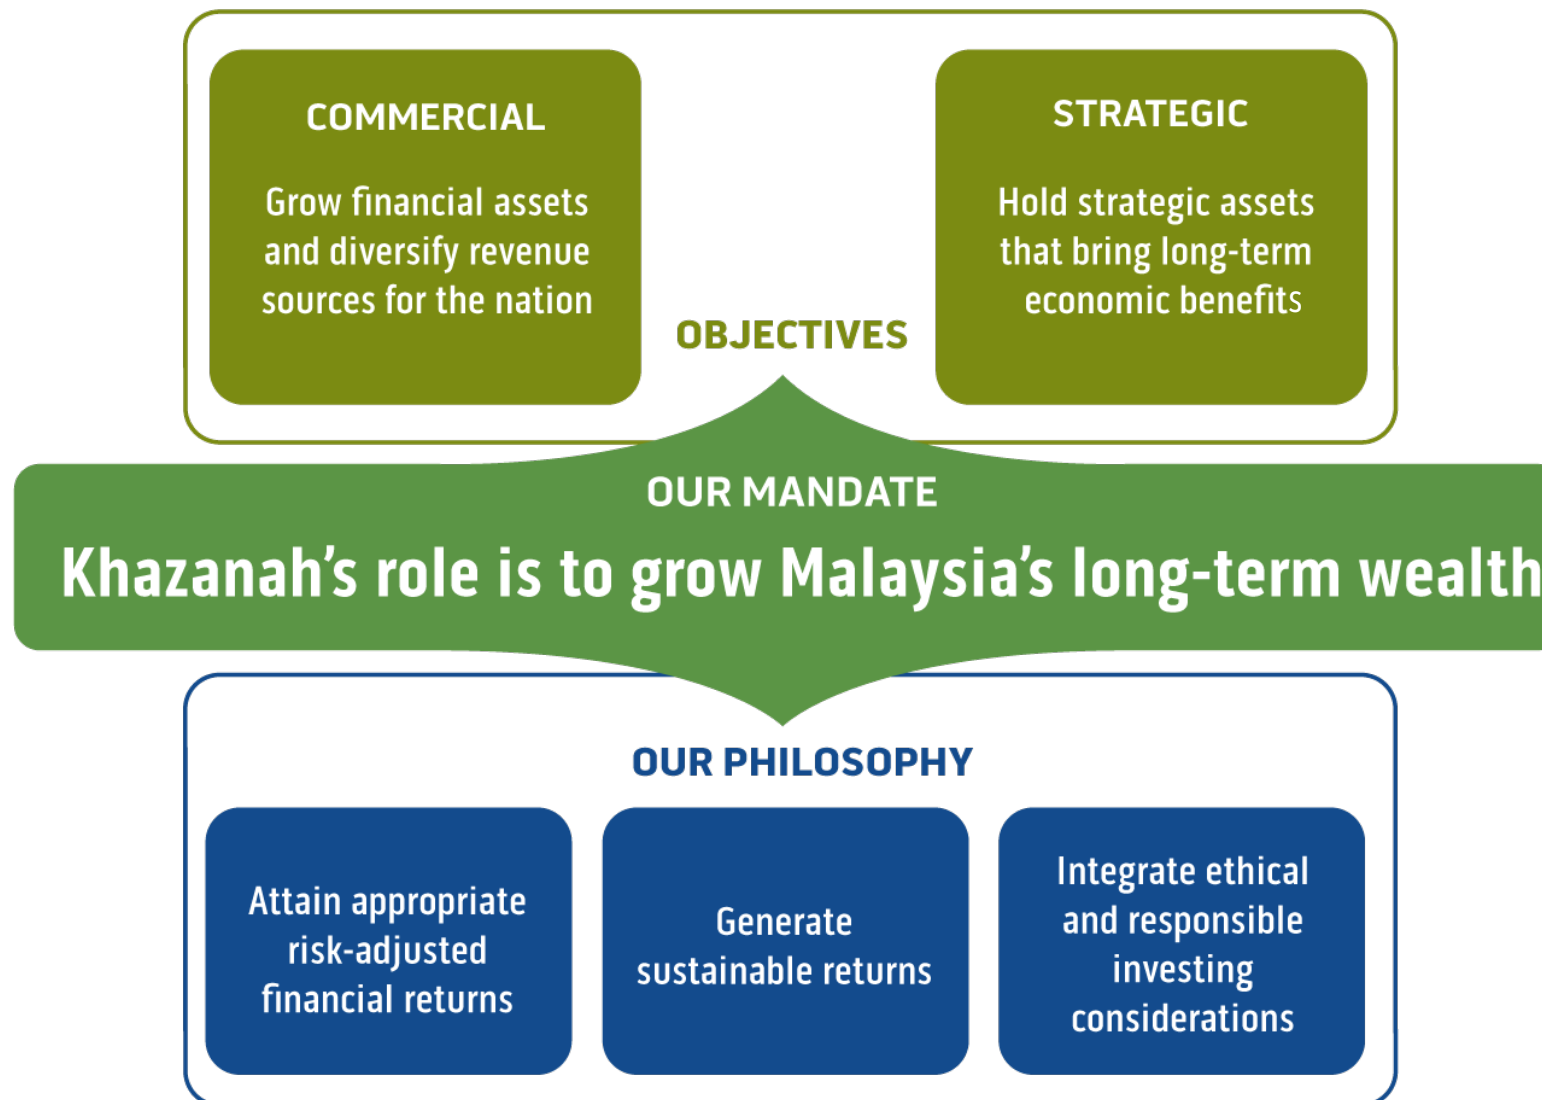 COMMERCIAL
Grow financial assets
and diversify revenue
sources for the nation
STRATEGIC
Hold strategic assets
that bring long-term
economic benefits
OBJECTIVES
OUR MANDATE
Khazanah’s role is to grow Malaysia’s long-term wealth
OUR PHILOSOPHY
Attain appropriate
risk-adjusted
financial returns
Generate
sustainable returns
Integrate ethical
and responsible
investing
considerations